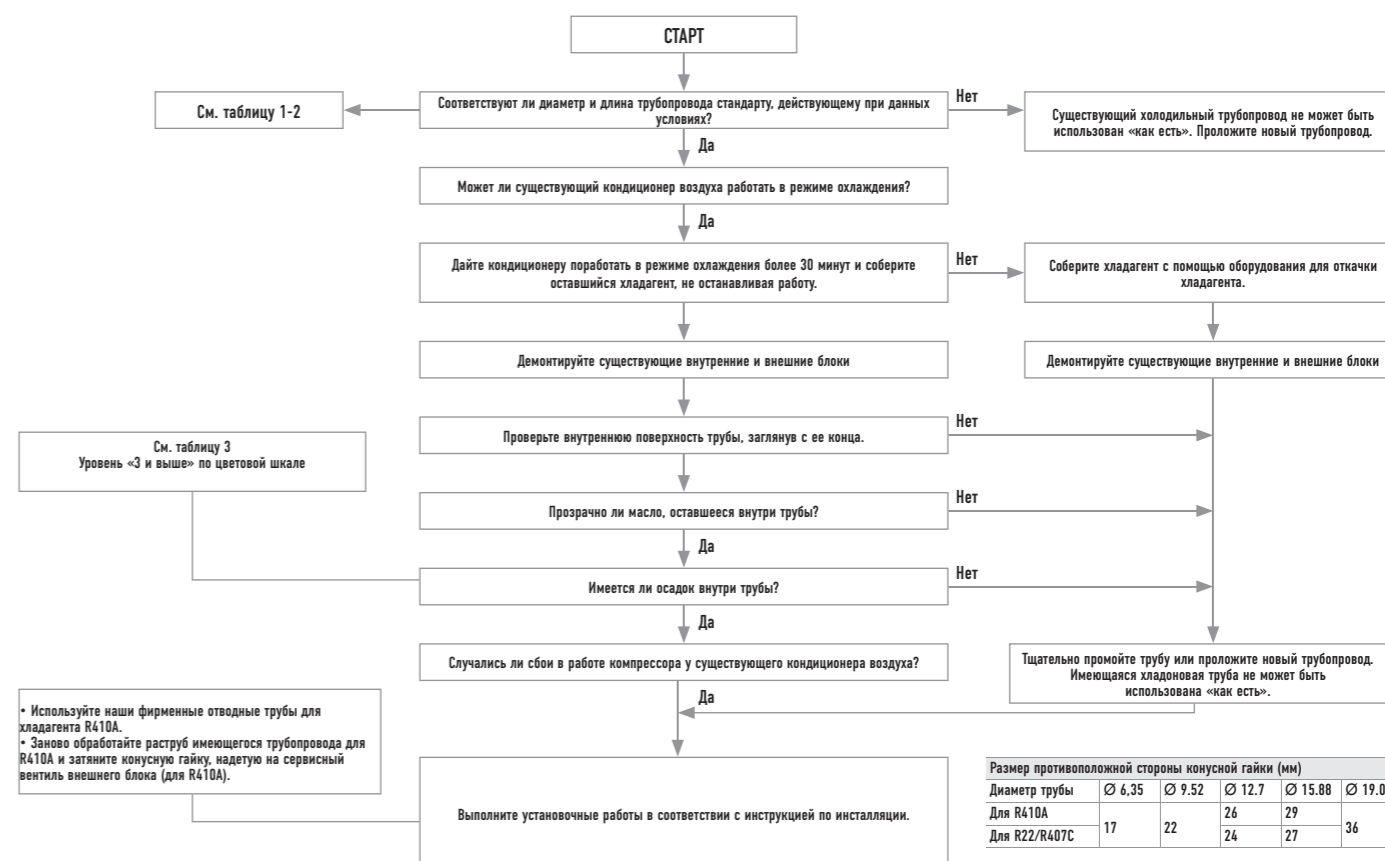 СТАРТ
См. таблицу 1-2
Соответствуют ли диаметр и длина трубопровода стандарту, действующему при данных
условиях?
Нет
Существующий холодильный трубопровод не может быть
использован «как есть». Проложите новый трубопровод.
Да
Может ли существующий кондиционер воздуха работать в режиме охлаждения?
Да
Дайте кондиционеру поработать в режиме охлаждения более 30 минут и соберите
оставшийся хладагент, не останавливая работу.
Нет
Соберите хладагент с помощью оборудования для откачки
хладагента.
Демонтируйте существующие внутренние и внешние блоки
Демонтируйте существующие внутренние и внешние блоки
Проверьте внутреннюю поверхность трубы, заглянув с ее конца.
Нет
См. таблицу 3
Уровень «3 и выше» по цветовой шкале
Прозрачно ли масло, оставшееся внутри трубы?
Нет
Да
Имеется ли осадок внутри трубы?
Нет
Да
Случались ли сбои в работе компрессора у существующего кондиционера воздуха?
Тщательно промойте трубу или проложите новый трубопровод.
Имеющаяся хладоновая труба не может быть
использована «как есть».
Да
• Используйте наши фирменные отводные трубы для
хладагента R410A.
• Заново обработайте раструб имеющегося трубопровода для
R410A и затяните конусную гайку, надетую на сервисный
вентиль внешнего блока (для R410A).
Выполните установочные работы в соответствии с инструкцией по инсталляции.
Размер противоположной стороны конусной гайки (мм)
Диаметр трубы Ø 6,35 Ø 9.52 Ø 12.7 Ø 15.88 Ø 19.0
Для R410A 17 22 26 29 36
Для R22/R407C 24 27